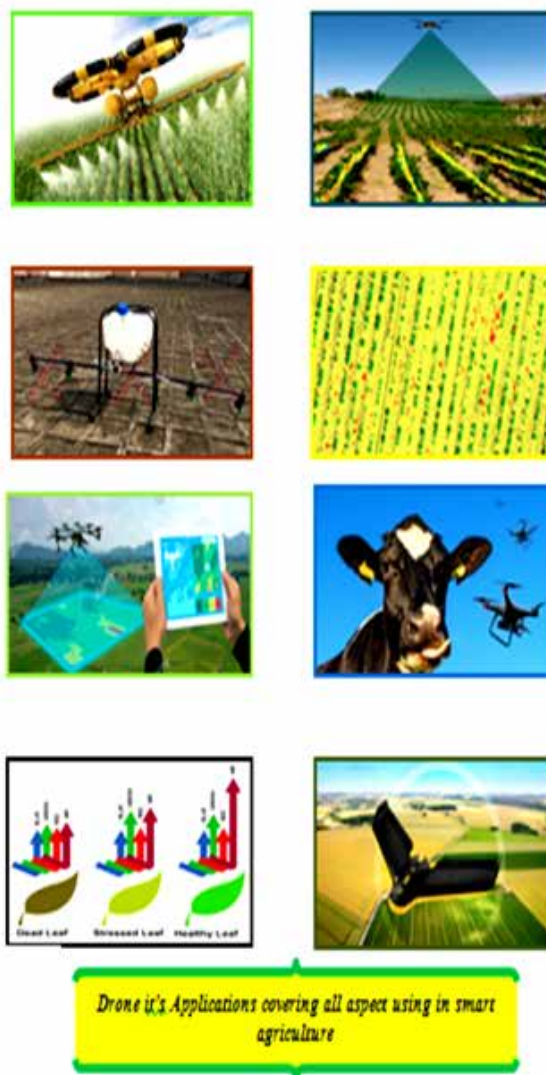 Dead Leaf Stressed Leaf Healthy Leaf
Drone it's Applications covering all aspect using in smart
agriculture